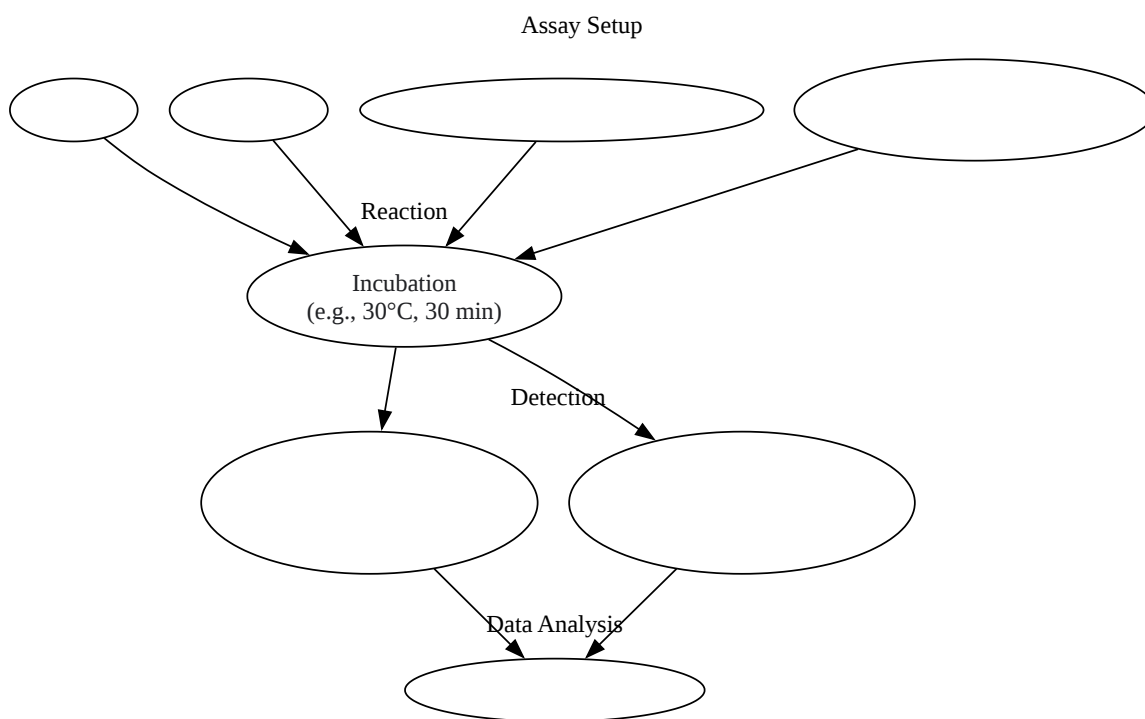 Assay Setup
Reaction
Incubation
(e.g., 30°C, 30 min)
Detection
Data Analysis